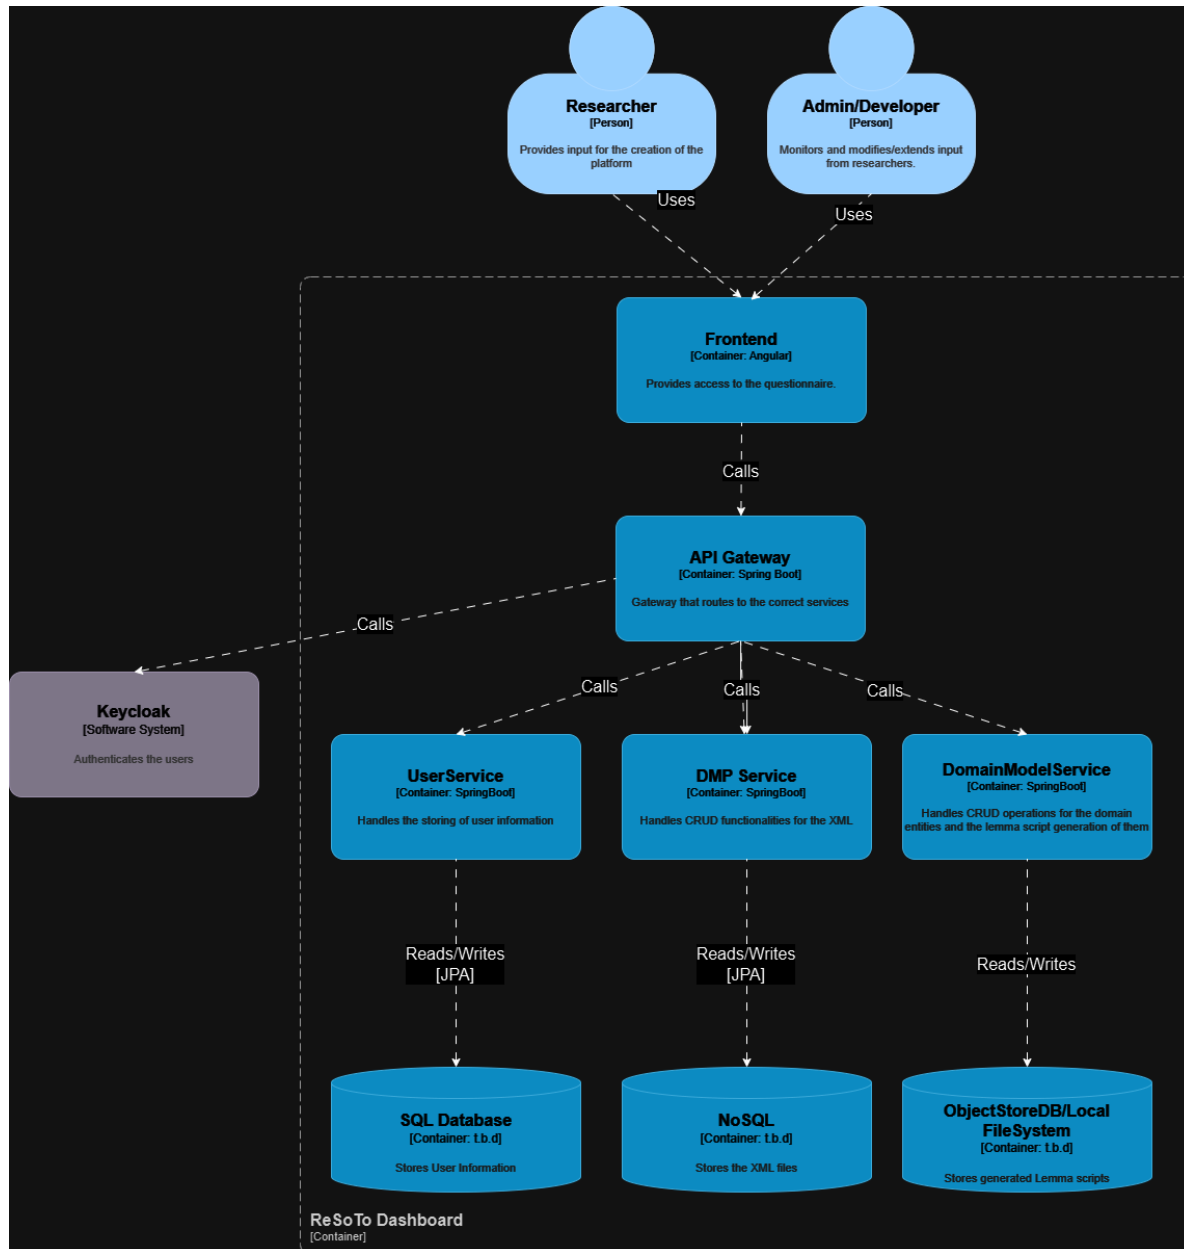 Researcher
[Person]
Provides input for the creation of the
platform
Admin/Developer
[Person]
Monitors and modifies/extends input
from researchers.
Uses
Uses
Frontend
[Container: Angular]
Provides access to the questionnaire.
Calls
API Gateway
[Container: Spring Boot]
Gateway that routes to the correct services
Calls
Keycloak
[Software System]
Authenticates the users
Calls
Calls
Calls
UserService
[Container: SpringBoot]
Handles the storing of user information
DMP Service
[Container: SpringBoot]
Handles CRUD functionalities for the XML
DomainModelService
[Container: SpringBoot]
Handles CRUD operations for the domain
entities and the lemma script generation of them
Reads/Writes
[JPA]
Reads/Writes
[JPA]
Reads/Writes
SQL Database
[Container: t.b.d]
Stores User Information
NoSQL
[Container: t.b.d]
Stores the XML files
ObjectStoreDB/Local
FileSystem
[Container: t.b.d]
Stores generated Lemma scripts
ReSoTo Dashboard
[Container]